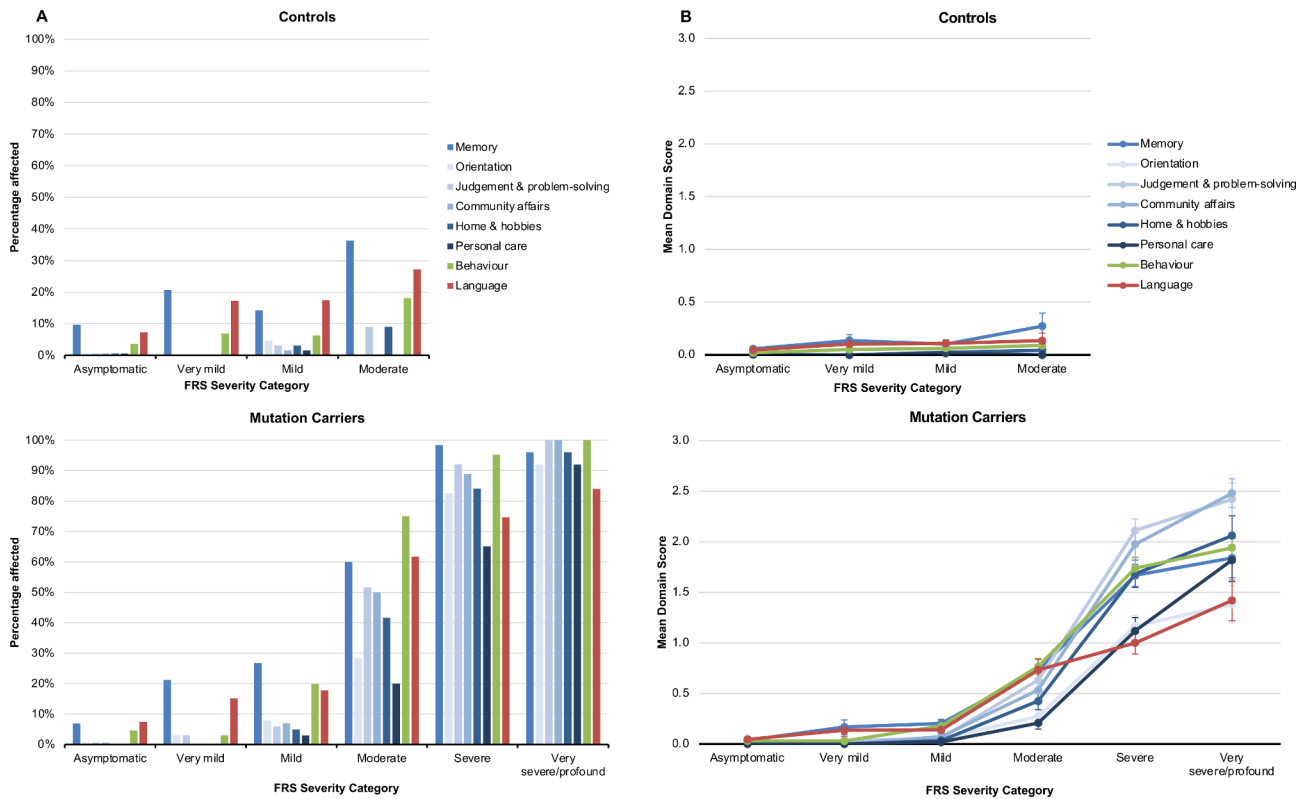 A
Controls
100%
90%
80%
70%
60%
50%
40%
30%
20%
10%
0%
Percentage affected
Asymptomatic
Very mild
Mild
Moderate
FRS Severity Category
Memory
Orientation
Judgement & problem-solving
Community affairs
Home & hobbies
Personal care
Behaviour
Language
B
Controls
3.0
2.5
2.0
1.5
1.0
0.5
0.0
Mean Domain Score
Asymptomatic
Very mild
Mild
Moderate
FRS Severity Category
Memory
Orientation
Judgement & problem-solving
Community affairs
Home & hobbies
Personal care
Behaviour
Language
Mutation Carriers
100%
90%
80%
70%
60%
50%
40%
30%
20%
10%
0%
Percentage affected
Asymptomatic
Very mild
Mild
Moderate
Severe
Very
severe/profound
FRS Severity Category
Mutation Carriers
3.0
2.5
2.0
1.5
1.0
0.5
0.0
Mean Domain Score
Asymptomatic
Very mild
Mild
Moderate
Severe
Very
severe/profound
FRS Severity Category